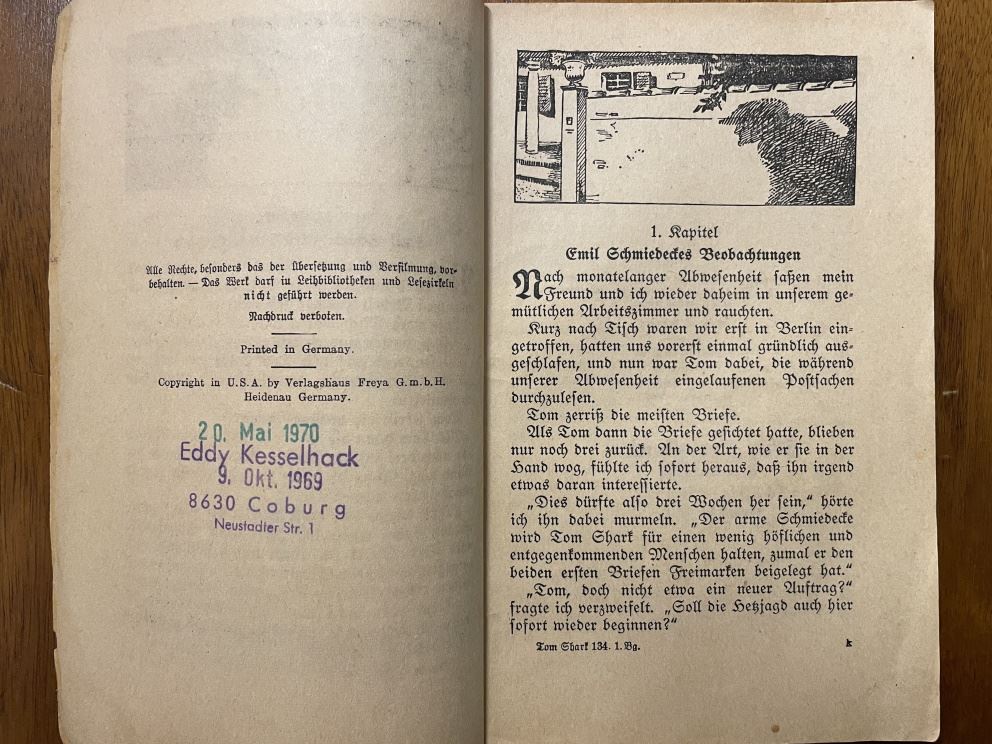 Alle Rechte, besonders das der Übersetzung und Verfilmung, vor-
behalten. — Das Werk darf in Leihbibliotheken und Lesezirkeln
nicht geführt werden.
Nachdruck verboten.
Printed in Germany.
Copyright in U.S.A. by Verlagshaus Freya G.m.b.H.
Heidenau Germany.
20. Mai 1970
Eddy Kesselhack
9. Okt. 1969
8630 Coburg
Neustadter Str. 1
1. Kapitel
Emil Schmiedeckes Beobachtungen
Nach monatelanger Abwesenheit saßen mein
Freund und ich wieder daheim in unserem ge-
mütlichen Arbeitszimmer und rauchten.
Kurz nach Tisch waren wir erst in Berlin ein-
getroffen, hatten uns vorerst einmal gründlich aus-
geschlafen, und nun war Tom dabei, die während
unserer Abwesenheit eingelaufenen Postsachen
durchzulesen.
Tom zerriß die meisten Briefe.
Als Tom dann die Briefe gesichtet hatte, blieben
nur noch drei zurück. An der Art, wie er sie in der
Hand wog, fühlte ich sofort heraus, daß ihn irgend
etwas daran interessierte.
„Dies dürfte also drei Wochen her sein,“ hörte
ich ihn dabei murmeln. „Der arme Schmiedecke
wird Tom Shark für einen wenig höflichen und
entgegenkommenden Menschen halten, zumal er den
beiden ersten Briefen Freimarken beigelegt hat.“
„Tom, doch nicht etwa ein neuer Auftrag?“
fragte ich verzweifelt. „Soll die Hetzjagd auch hier
sofort wieder beginnen?“
Tom Shark 134. 1. Bg.
k